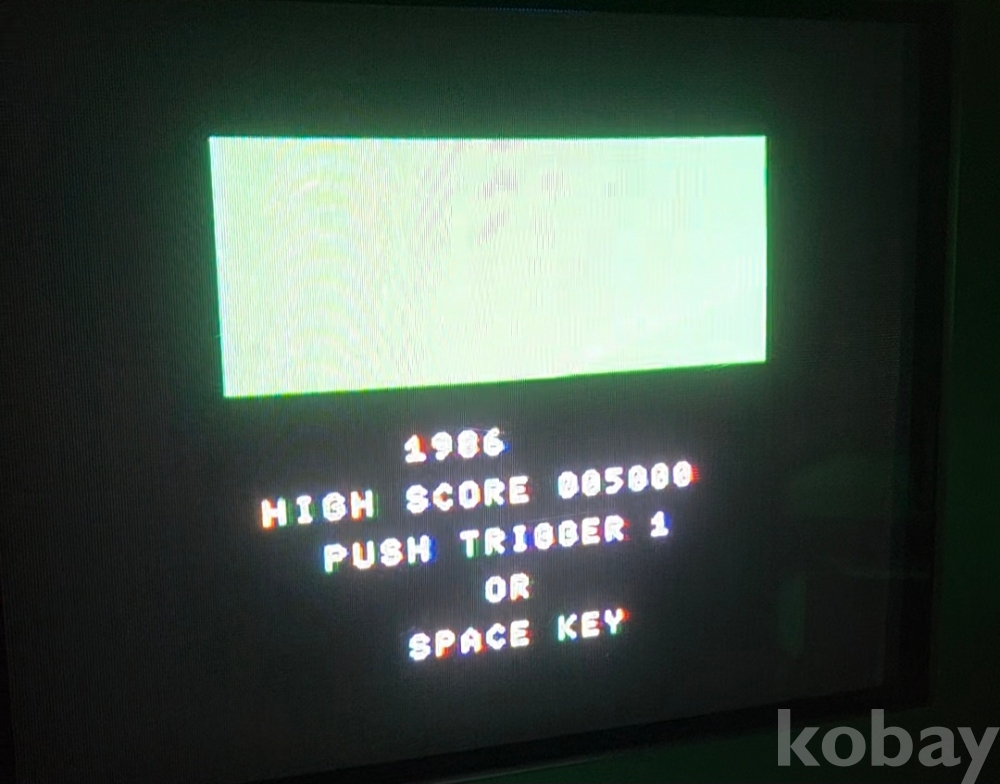 1986
HIGH SCORE 005000
PUSH TRIGGER 1
OR
SPACE KEY
kobay